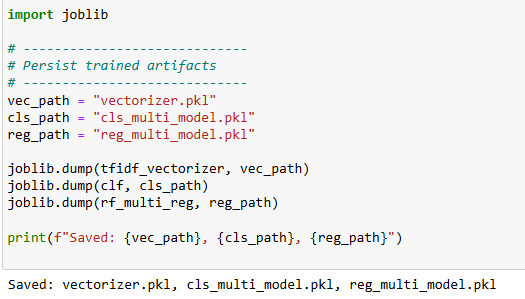 import joblib
# ----------------------------
# Persist trained artifacts
# ----------------------------
vec_path = "vectorizer.pkl"
cls_path = "cls_multi_model.pkl"
reg_path = "reg_multi_model.pkl"
joblib.dump(tfidf_vectorizer, vec_path)
joblib.dump(clf, cls_path)
joblib.dump(rf_multi_reg, reg_path)
print(f"Saved: {vec_path}, {cls_path}, {reg_path}")
Saved: vectorizer.pkl, cls_multi_model.pkl, reg_multi_model.pkl